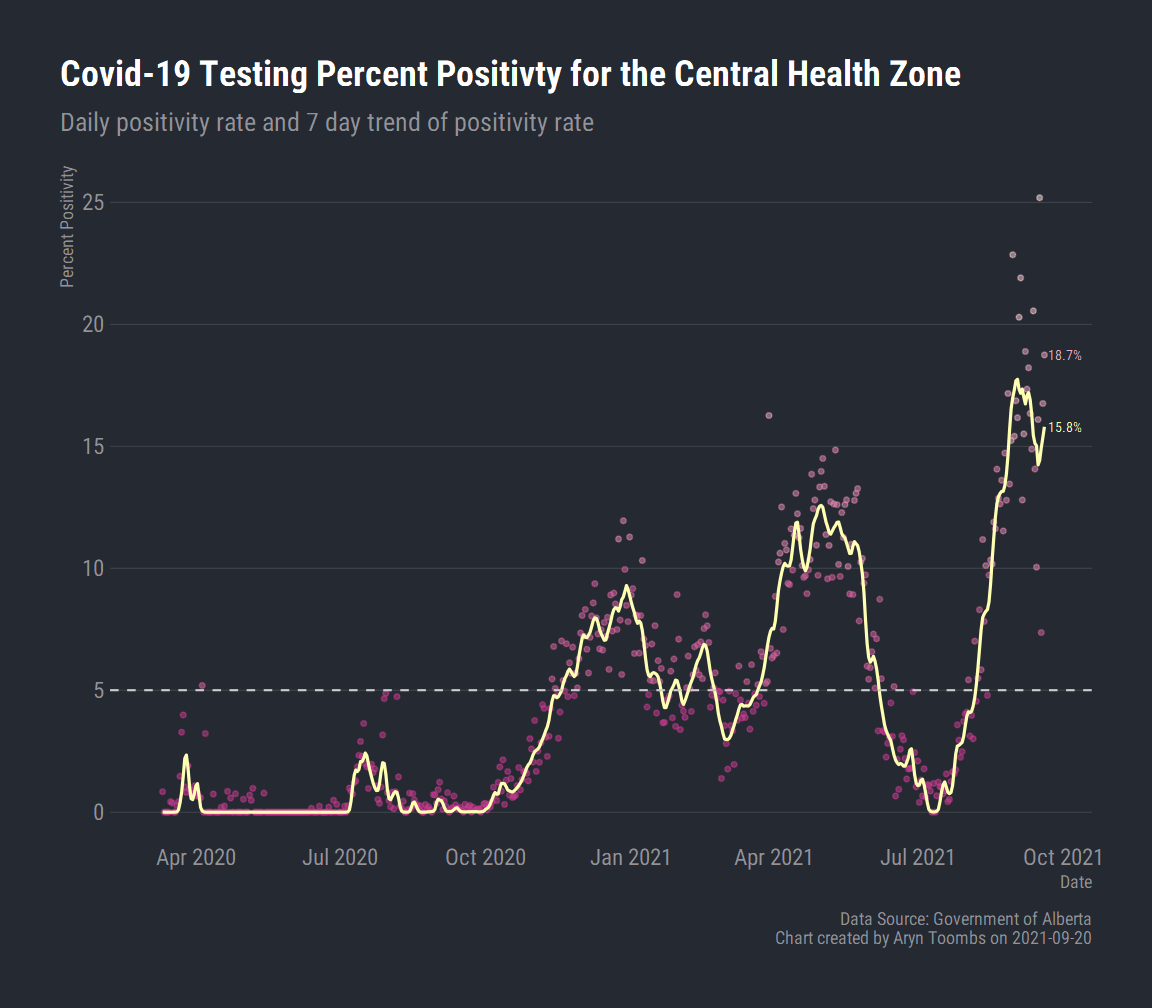 Covid-19 Testing Percent Positivty for the Central Health Zone
Daily positivity rate and 7 day trend of positivity rate
Percent Positivity
25
20
18.7%
15.8%
15
10
5
0
Apr 2020 Jul 2020 Oct 2020 Jan 2021 Apr 2021 Jul 2021 Oct 2021
Date
Data Source: Government of Alberta
Chart created by Aryn Toombs on 2021-09-20